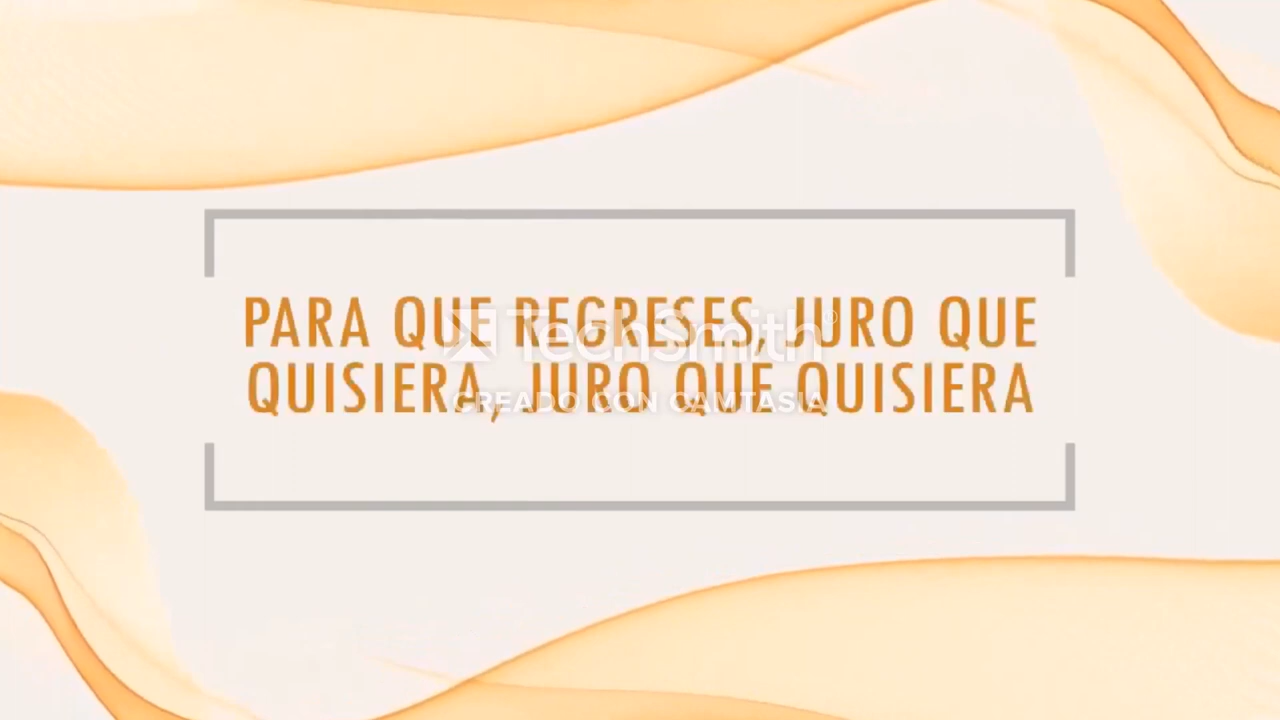 PARA QUE REGRESES, JURO QUE
QUISIERA, JURO QUE QUISIERA
TechSmith®
CREADO CON CAMTASIA